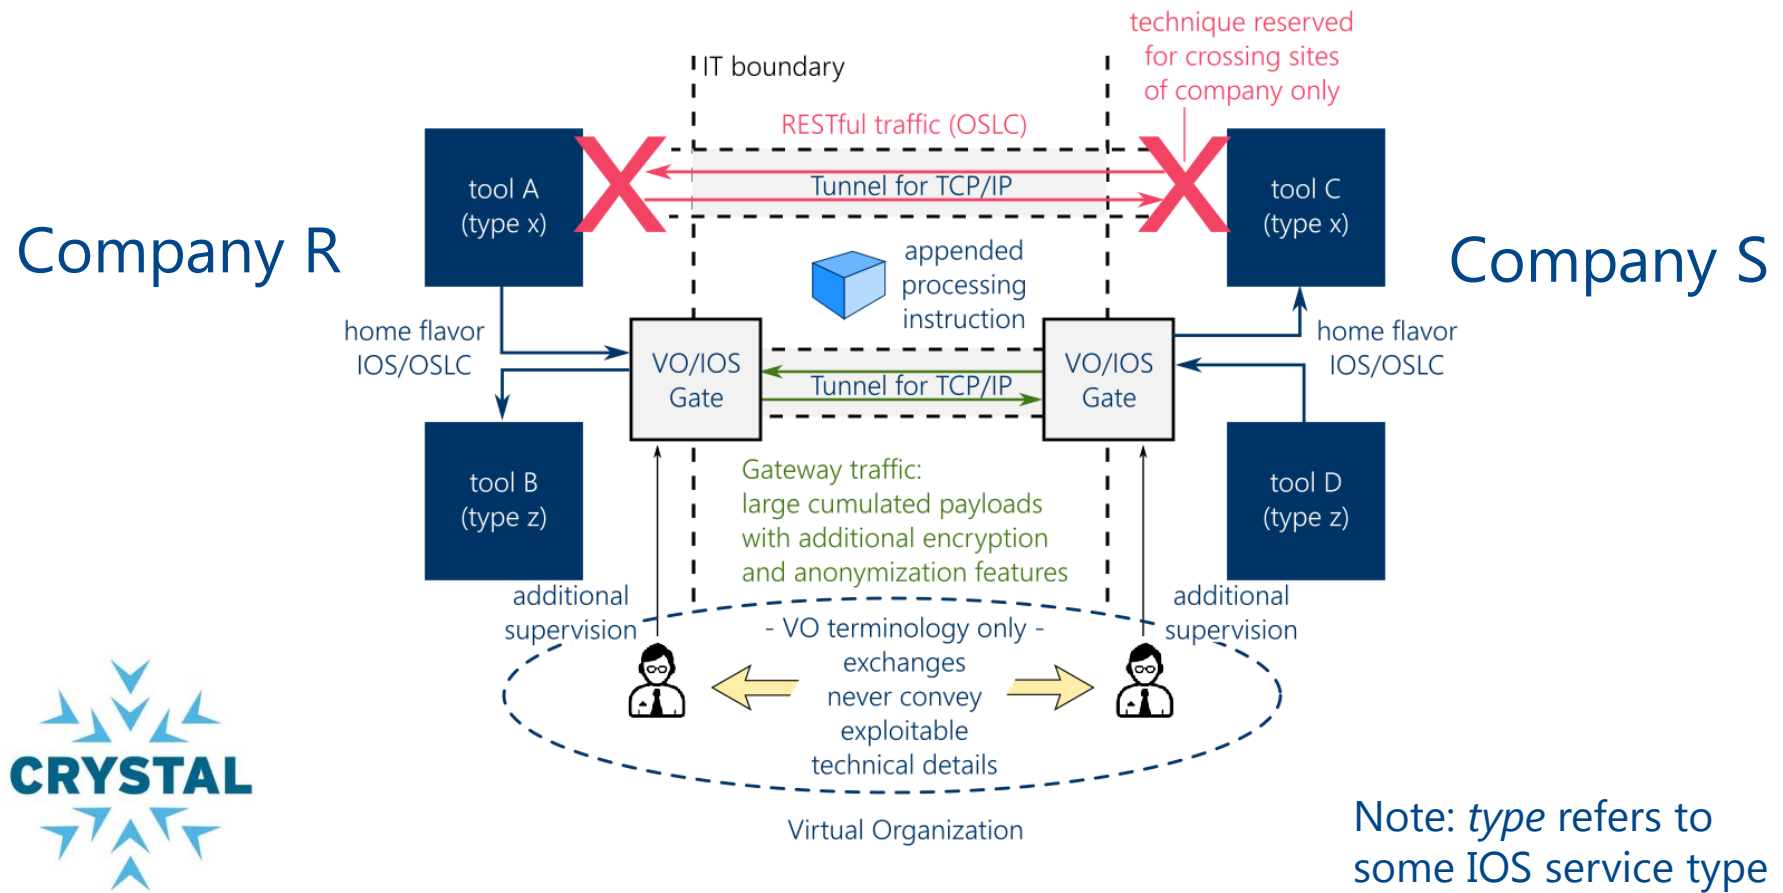 technique reserved
for crossing sites
of company only
IT boundary
RESTful traffic (OSLC)
tool A
(type x)
Tunnel for TCP/IP
tool C
(type x)
Company R
Company S
appended
processing
instruction
home flavor
IOS/OSLC
VO/IOS
Gate
Tunnel for TCP/IP
VO/IOS
Gate
home flavor
IOS/OSLC
tool B
(type z)
Gateway traffic:
large cumulated payloads
with additional encryption
and anonymization features
tool D
(type z)
additional
supervision
additional
supervision
- VO terminology only -
exchanges
never convey
exploitable
technical details
Virtual Organization
CRYSTAL
Note: type refers to
some IOS service type